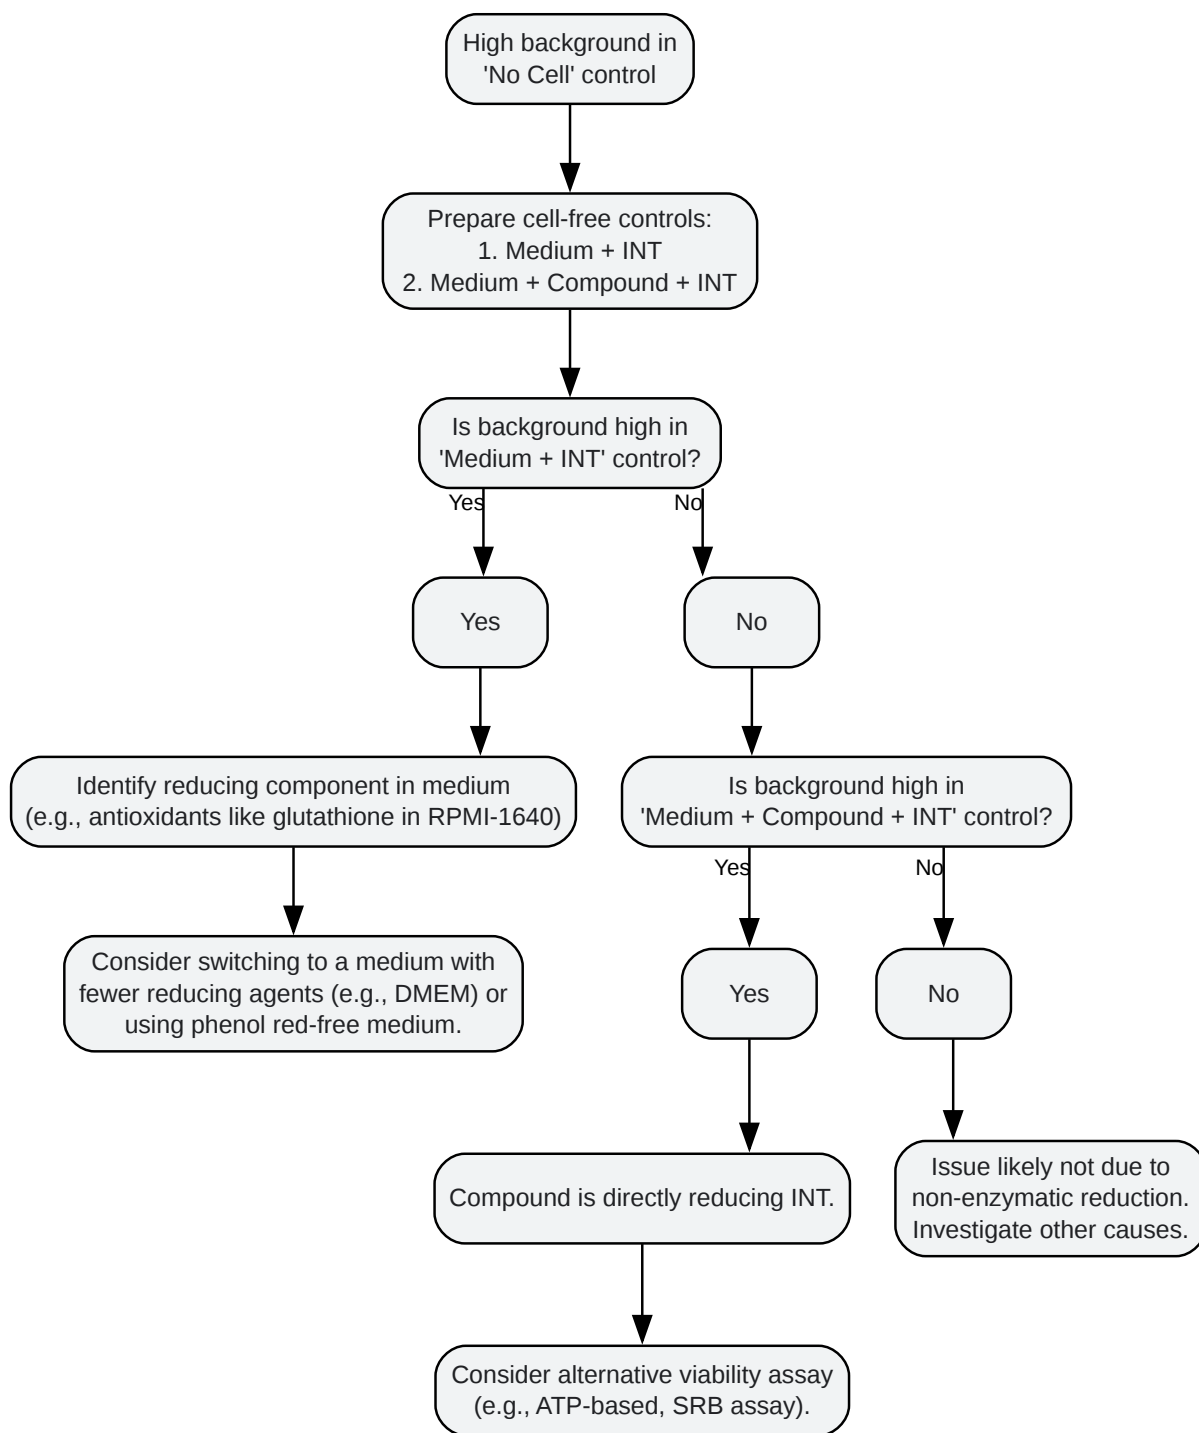 High background in
'No Cell' control
Prepare cell-free controls:
1. Medium + INT
2. Medium + Compound + INT
Is background high in
'Medium + INT' control?
Yes
No
Yes
No
Identify reducing component in medium
(e.g., antioxidants like glutathione in RPMI-1640)
Is background high in
'Medium + Compound + INT' control?
Yes
No
Consider switching to a medium with
fewer reducing agents (e.g., DMEM) or
using phenol red-free medium.
Yes
No
Compound is directly reducing INT.
Issue likely not due to
non-enzymatic reduction.
Investigate other causes.
Consider alternative viability assay
(e.g., ATP-based, SRB assay).